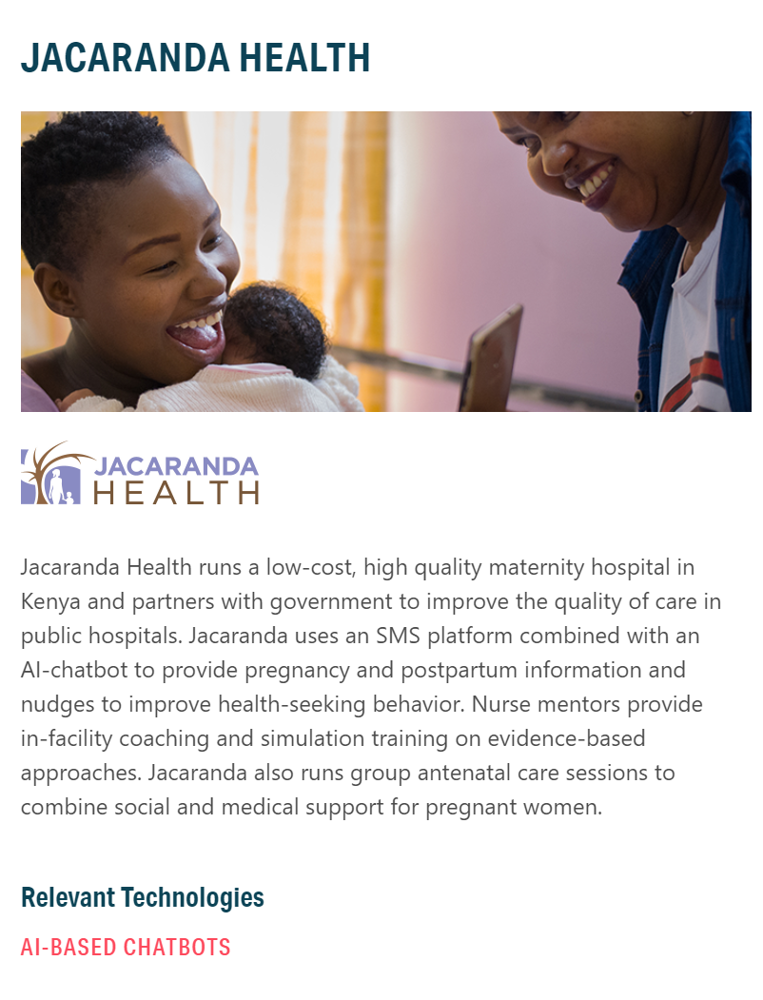 JACARANDA HEALTH
JACARANDA
HEALTH
Jacaranda Health runs a low-cost, high quality maternity hospital in
Kenya and partners with government to improve the quality of care in
public hospitals. Jacaranda uses an SMS platform combined with an
AI-chatbot to provide pregnancy and postpartum information and
nudges to improve health-seeking behavior. Nurse mentors provide
in-facility coaching and simulation training on evidence-based
approaches. Jacaranda also runs group antenatal care sessions to
combine social and medical support for pregnant women.
Relevant Technologies
AI-BASED CHATBOTS